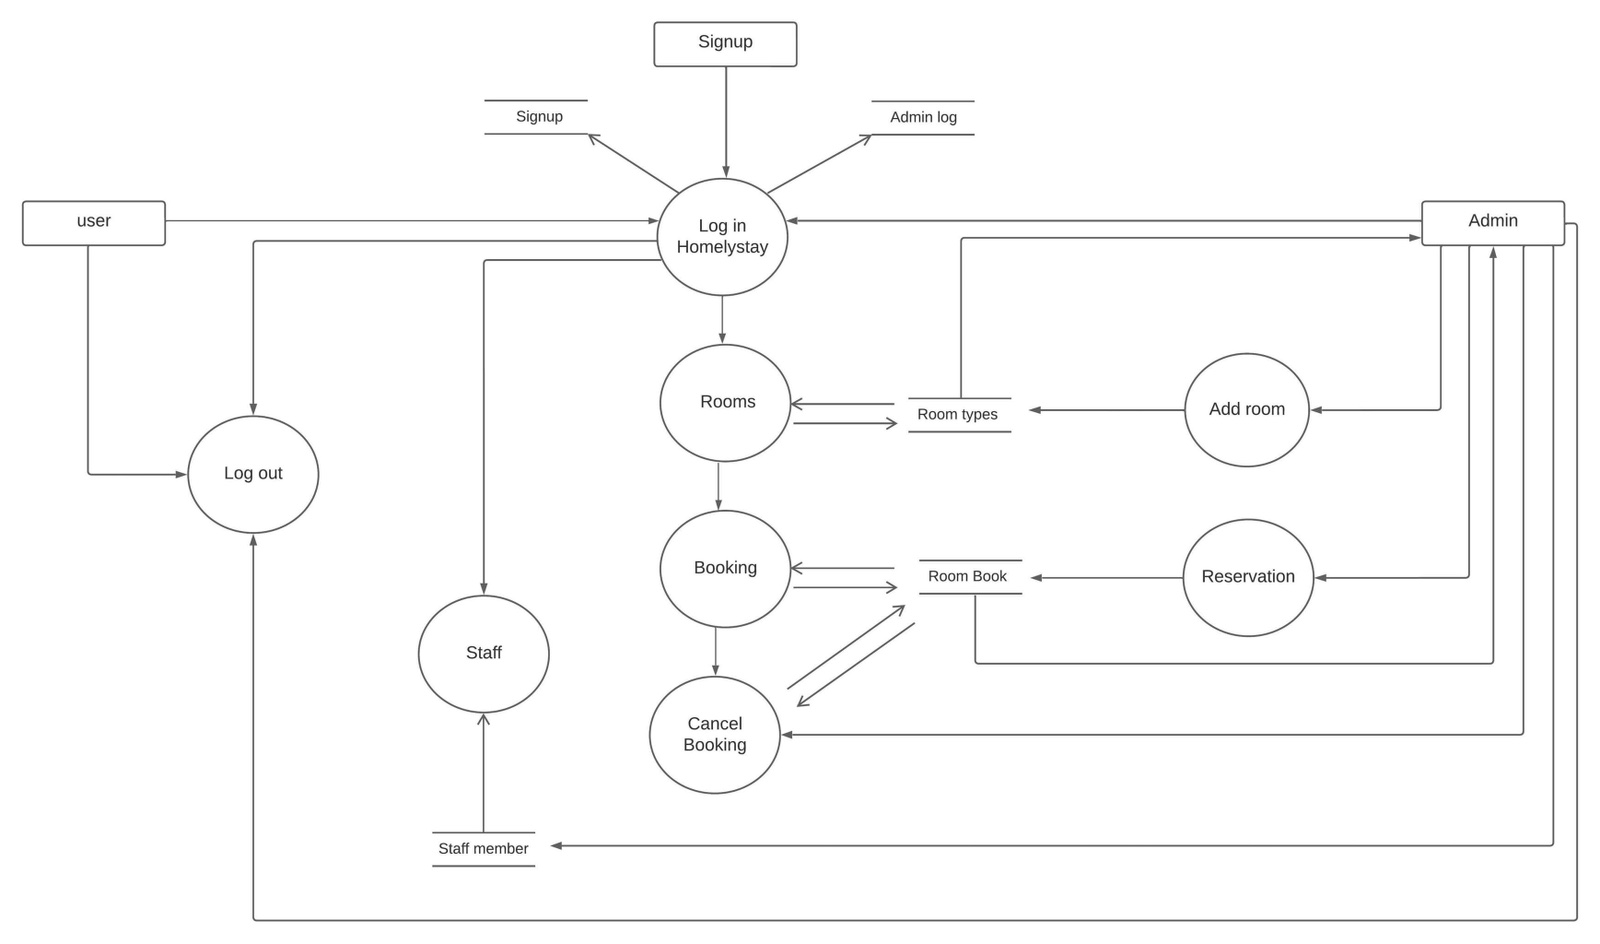 Signup
Signup
Admin log
user
Log in
Homelystay
Admin
Rooms
Room types
Add room
Log out
Booking
Room Book
Reservation
Staff
Cancel
Booking
Staff member